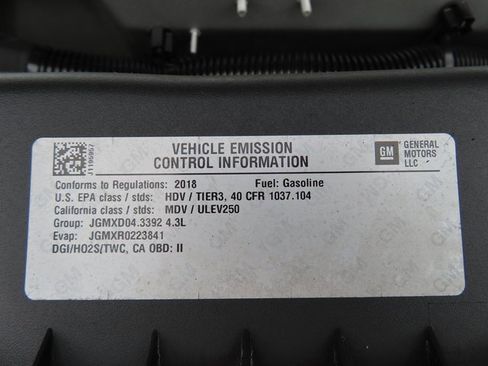 VEHICLE EMISSION
CONTROL INFORMATION
GM GENERAL
MOTORS
LLC
Conforms to Regulations: 2018 Fuel: Gasoline
U.S. EPA class / stds: HDV / TIER3, 40 CFR 1037.104
California class / stds: MDV / ULEV250
Group: JGMXD04.3392 4.3L
Evap: JGMXR0223841
DGI/HO2S/TWC, CA OBD: II